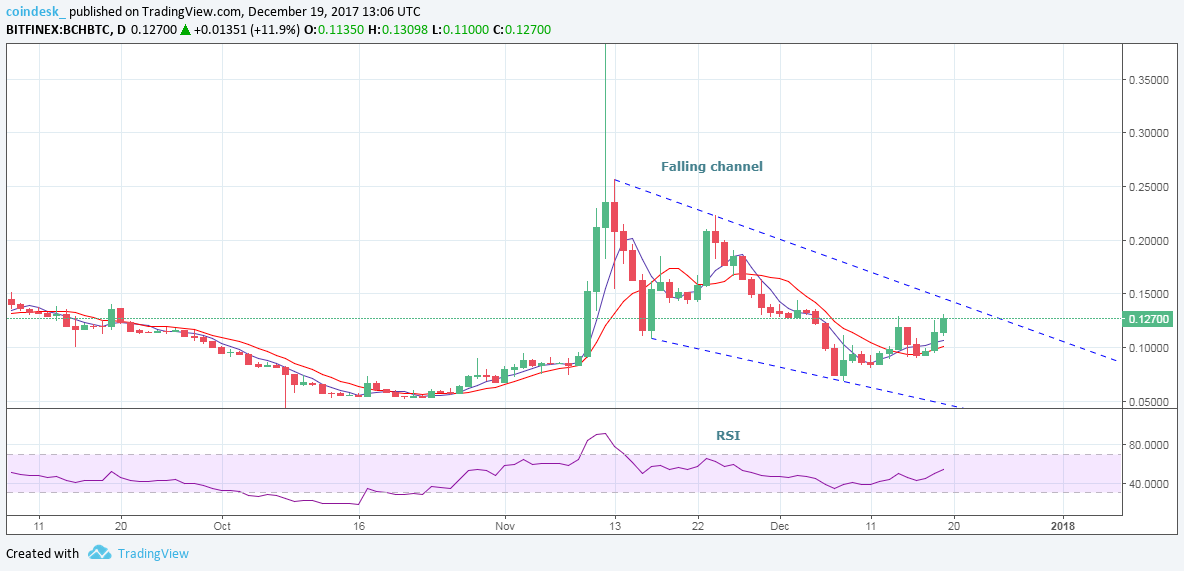 coindesk_ published on TradingView.com, December 19, 2017 13:06 UTC
BITFINEX:BCHBTC, D 0.12700 ▲ +0.01351 (+11.9%) O:0.11350 H:0.13098 L:0.11000 C:0.12700
0.35000
0.30000
Falling channel
0.25000
0.20000
0.15000
0.12700
0.10000
0.05000
RSI
80.0000
40.0000
11 20 Oct 16 Nov 13 22 Dec 11 20 2018
Created with TradingView